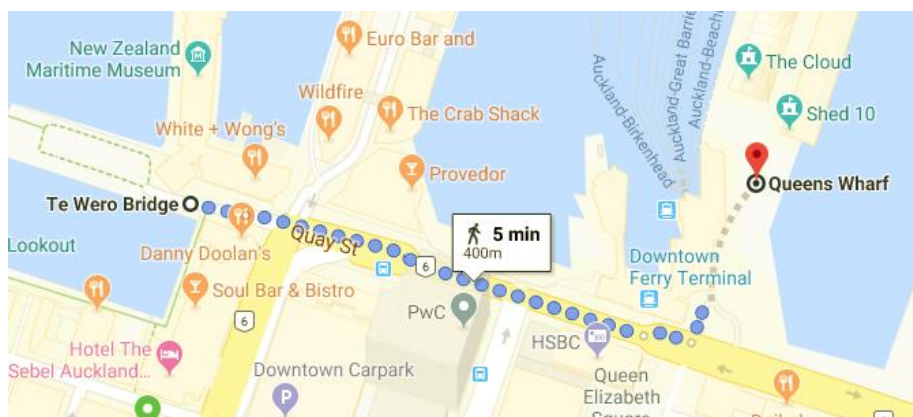 New Zealand
Maritime Museum
Euro Bar and
Wildfire
The Crab Shack
White + Wong's
Provedor
Auckland-Birkenhead
Auckland-Great Barrie
Auckland-Beach
The Cloud
Shed 10
Queens Wharf
Te Wero Bridge
Lookout
Danny Doolan's
Quay St
5 min
400m
6
Downtown
Ferry Terminal
Soul Bar & Bistro
6
PwC
HSBC
Hotel The
Sebel Auckland...
Downtown Carpark
P
Queen
Elizabeth
Square